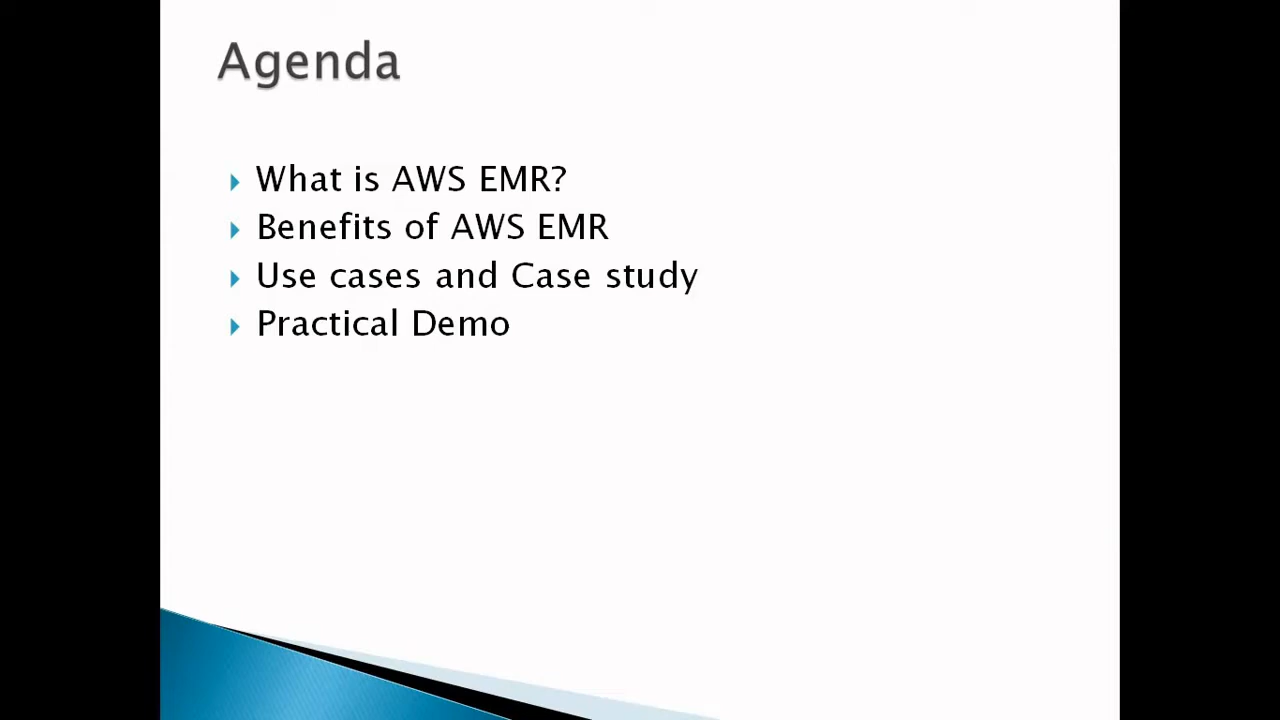 Agenda
What is AWS EMR?
Benefits of AWS EMR
Use cases and Case study
Practical Demo